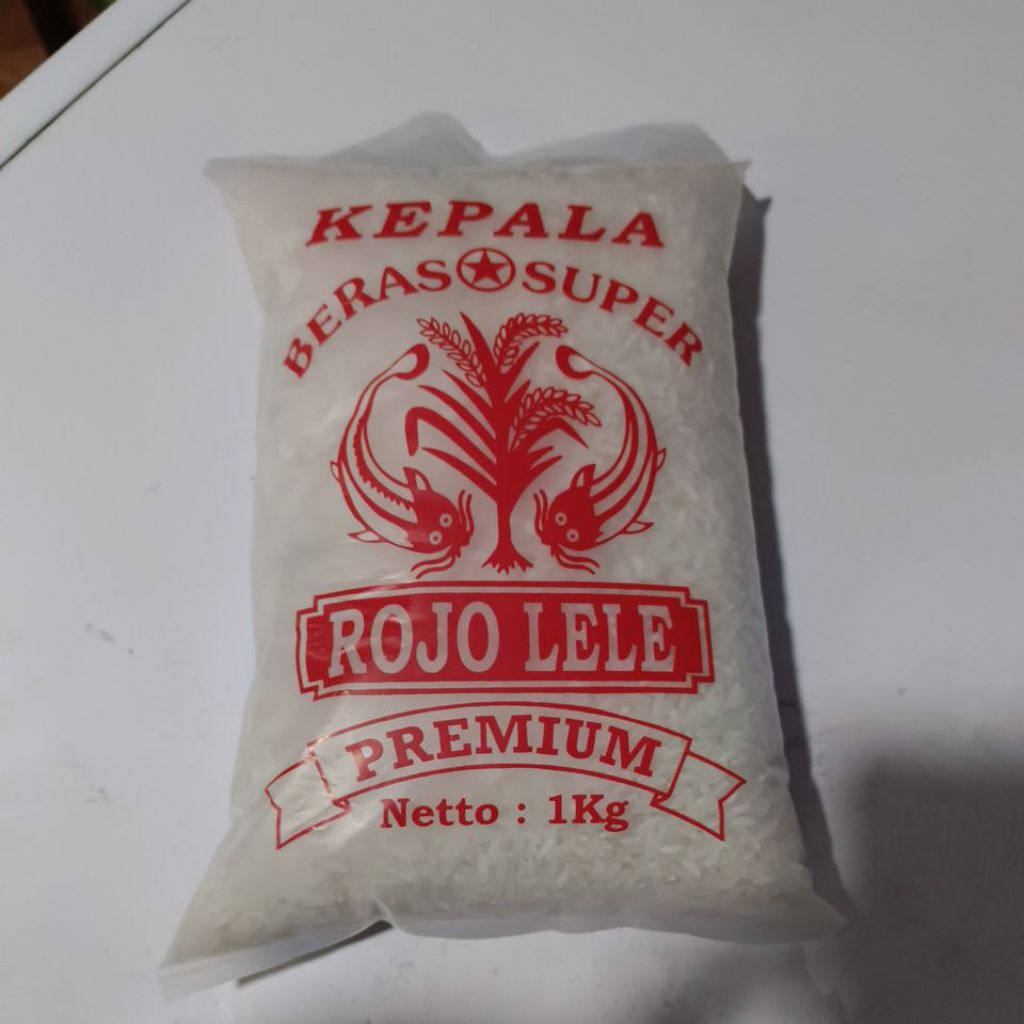 KEPALA
BERAS SUPER
ROJO LELE
PREMIUM
Netto : 1Kg